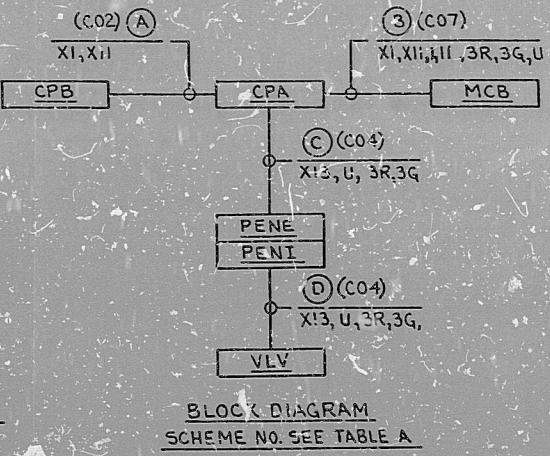 (C02) A
X1, X11
3 (C07)
X1, X11, 3R, 3G, U
CPB
CPA
MCB
C (C04)
X13, U, 3R, 3G
PENE
PENI
D (C04)
X13, U, 3R, 3G,
VLV
BLOCK DIAGRAM
SCHEME NO. SEE TABLE A